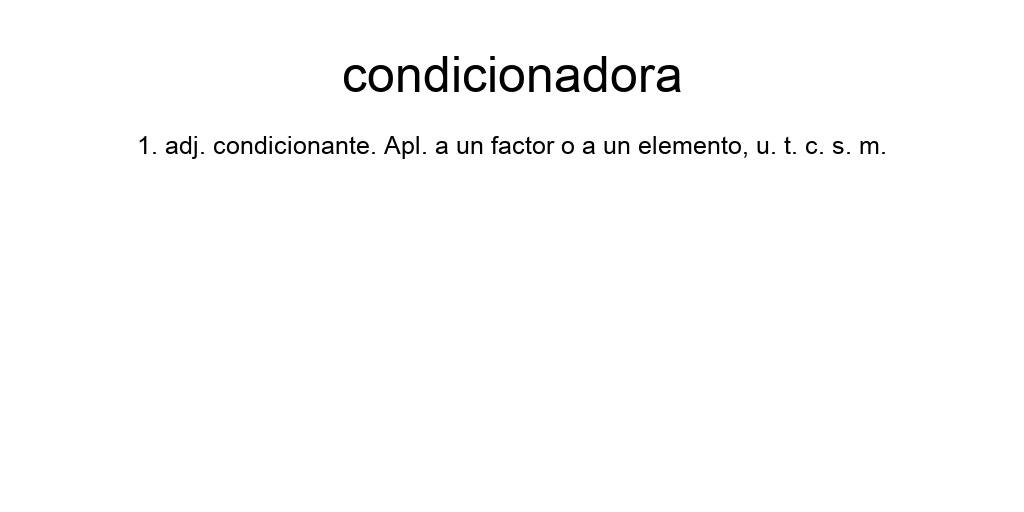 condicionadora
1. adj. condicionante. Apl. a un factor o a un elemento, u. t. c. s. m.